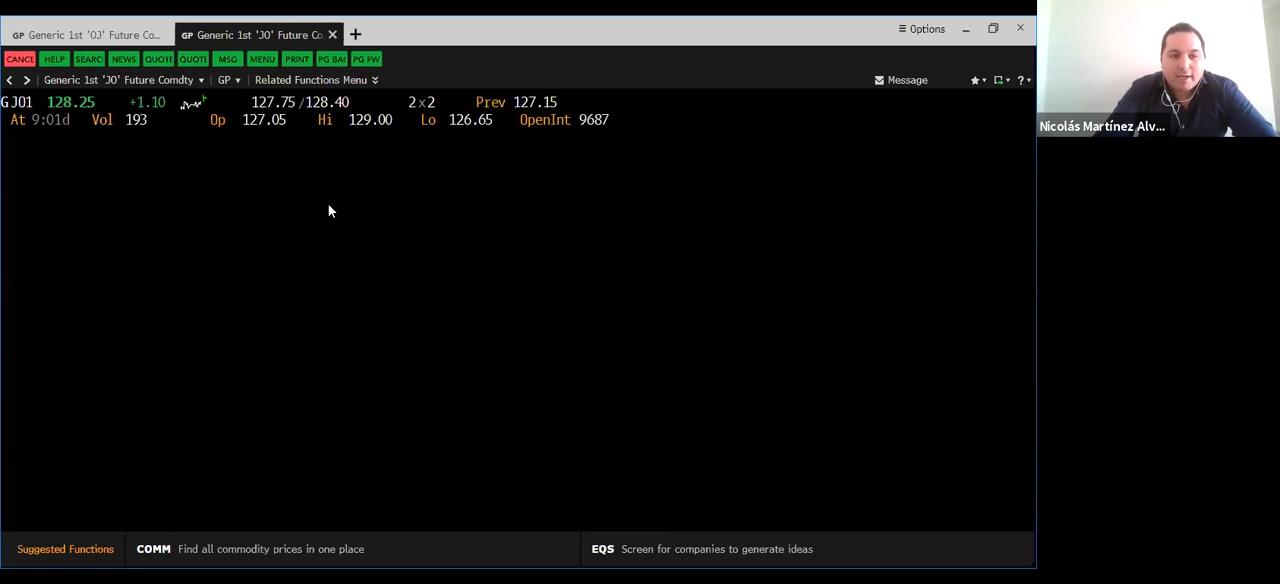 GP Generic 1st 'OJ' Future Co...
GP Generic 1st 'JO' Future Co
Options
CANCE HELP SEARC NEWS QUOTE QUOTE MSG MENU PRINT PG BAC PG FW
Generic 1st 'JO' Future Comdty GP Related Functions Menu Message
JO1 128.25 +1.10 127.75/128.40 2x2 Prev 127.15
At 9:01d Vol 193 Op 127.05 Hi 129.00 Lo 126.65 OpenInt 9687
Nicolás Martínez Alv...
Suggested Functions COMM Find all commodity prices in one place EQS Screen for companies to generate ideas